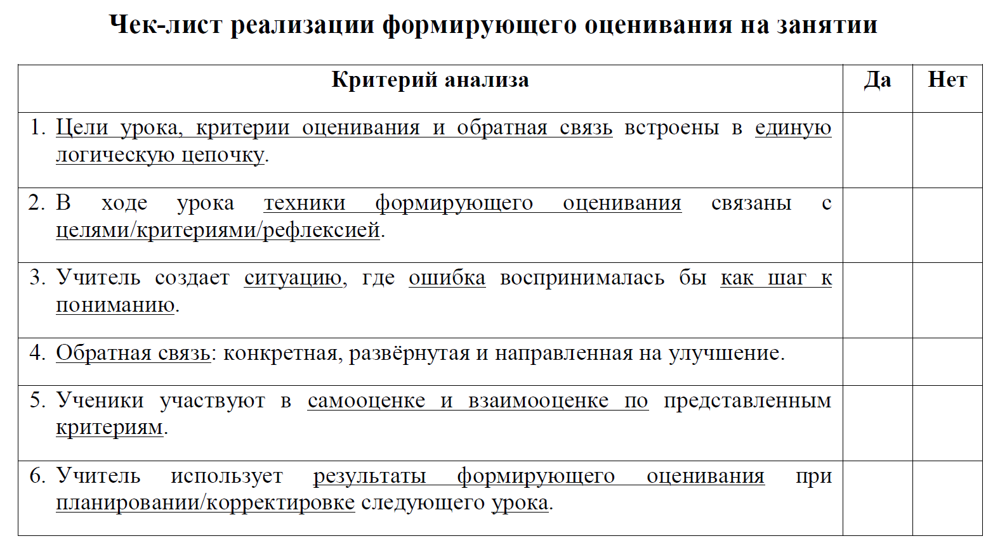 Чек-лист реализации формирующего оценивания на занятии
Критерий анализа Да Нет
1. Цели урока, критерии оценивания и обратная связь встроены в единую
логическую цепочку.
2. В ходе урока техники формирующего оценивания связаны с
целями/критериями/рефлексией.
3. Учитель создает ситуацию, где ошибка воспринималась бы как шаг к
пониманию.
4. Обратная связь: конкретная, развёрнутая и направленная на улучшение.
5. Ученики участвуют в самооценке и взаимооценке по представленным
критериям.
6. Учитель использует результаты формирующего оценивания при
планировании/корректировке следующего урока.